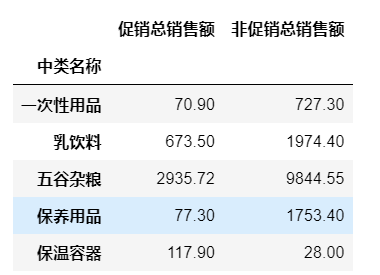 促销总销售额 非促销总销售额
中类名称
一次性用品 70.90 727.30
乳饮料 673.50 1974.40
五谷杂粮 2935.72 9844.55
保养用品 77.30 1753.40
保温容器 117.90 28.00